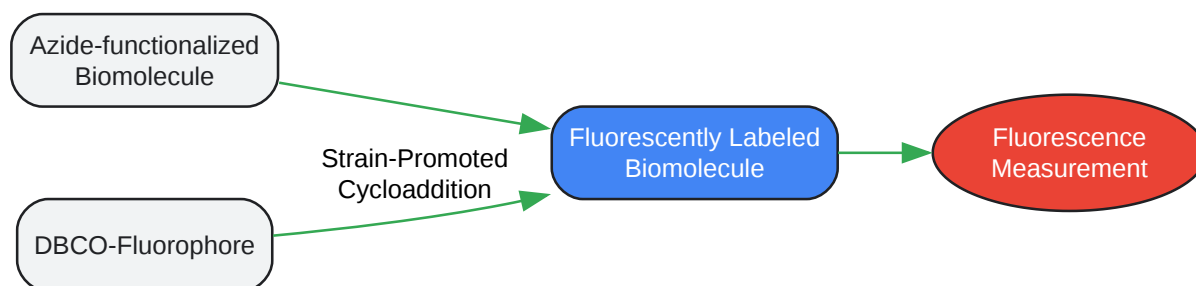 Azide-functionalized
Biomolecule
Strain-Promoted
Cycloaddition
DBCO-Fluorophore
Fluorescently Labeled
Biomolecule
Fluorescence
Measurement